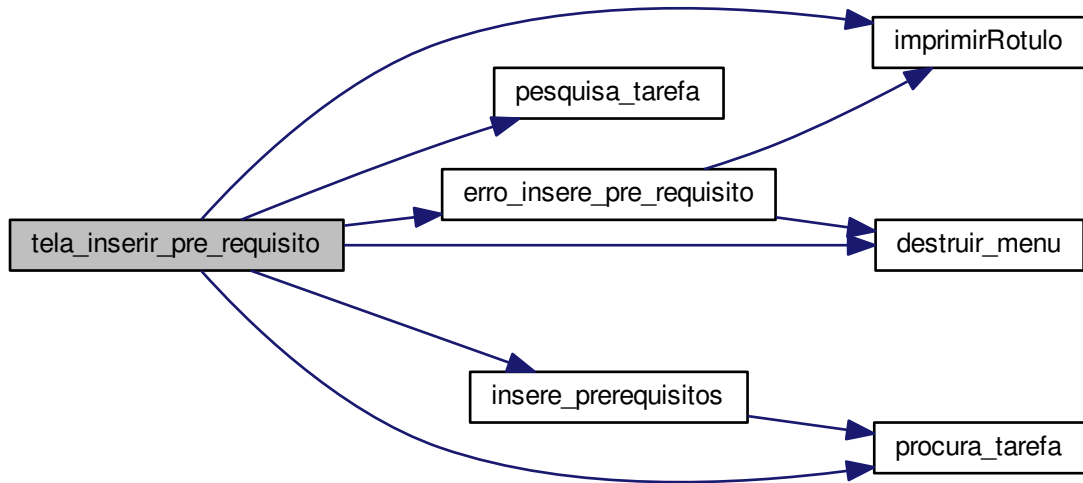 imprimirRotulo
pesquisa_tarefa
erro_insere_pre_requisito
tela_inserir_pre_requisito
destruir_menu
insere_prerequisitos
procura_tarefa